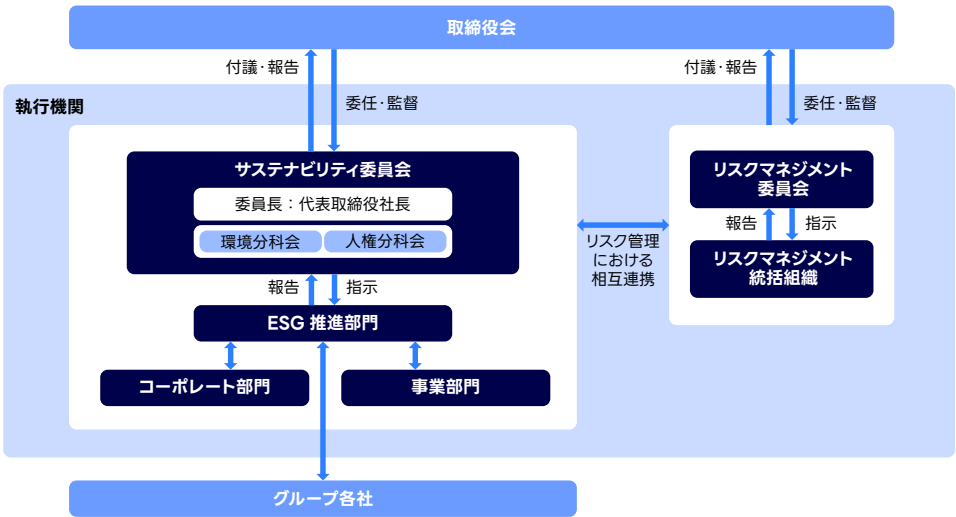 取締役会
付議・報告
委任・監督
付議・報告
委任・監督
執行機関
サステナビリティ委員会
委員長：代表取締役社長
環境分科会
人権分科会
報告
指示
ESG 推進部門
コーポレート部門
事業部門
リスク管理
における
相互連携
リスクマネジメント
委員会
報告
指示
リスクマネジメント
統括組織
グループ各社